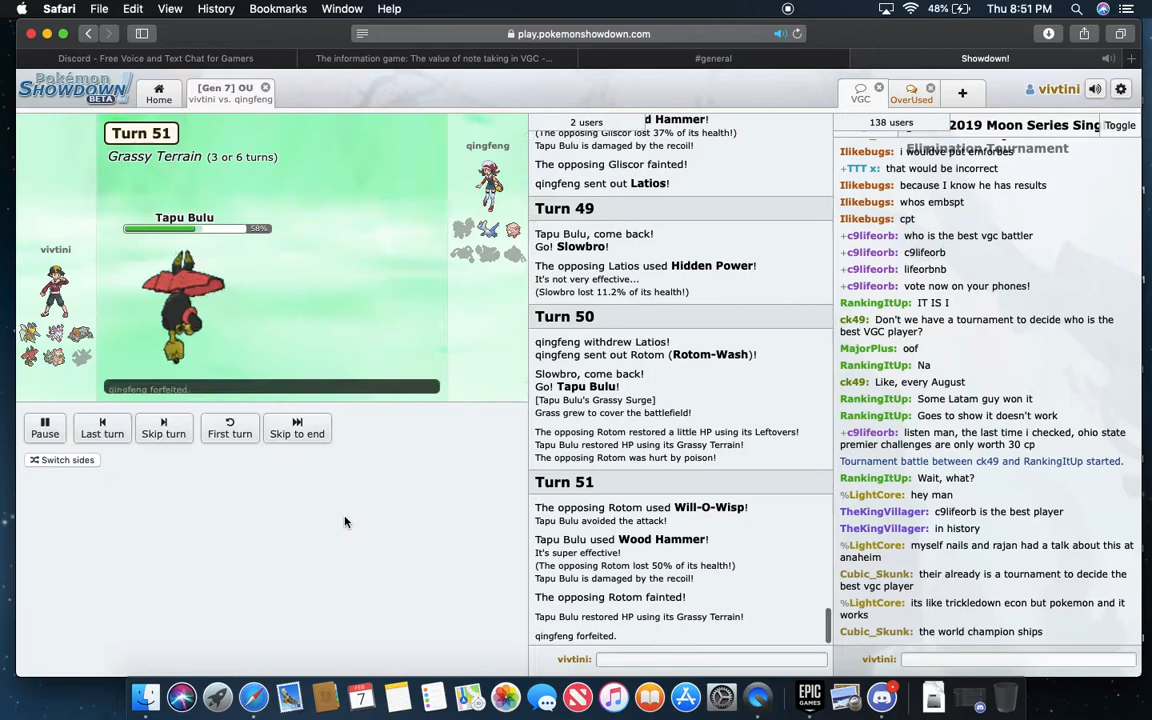 Safari File Edit View History Bookmarks Window Help 48% Thu 8:51 PM
play.pokemonshowdown.com
Discord - Free Voice and Text Chat for Gamers
The information game: The value of note taking in VGC -...
#general
Showdown!
Pokémon
SHOWDOWN!
BETA
Home
[Gen 7] OU
vivtini vs. qingfeng
VGC
OverUsed
vivtini
Turn 51
Grassy Terrain (3 or 6 turns)
qingfeng
Tapu Bulu
58%
vivtini
qingfeng forfeited.
Pause
Last turn
Skip turn
First turn
Skip to end
Switch sides
2 users
d Hammer!
(The opposing Gliscor lost 37% of its health!)
Tapu Bulu is damaged by the recoil!
The opposing Gliscor fainted!
qingfeng sent out Latios!
Turn 49
Tapu Bulu, come back!
Go! Slowbro!
The opposing Latios used Hidden Power!
It's not very effective...
(Slowbro lost 11.2% of its health!)
Turn 50
qingfeng withdrew Latios!
qingfeng sent out Rotom (Rotom-Wash)!
Slowbro, come back!
Go! Tapu Bulu!
[Tapu Bulu's Grassy Surge]
Grass grew to cover the battlefield!
The opposing Rotom restored a little HP using its Leftovers!
Tapu Bulu restored HP using its Grassy Terrain!
The opposing Rotom was hurt by poison!
Turn 51
The opposing Rotom used Will-O-Wisp!
Tapu Bulu avoided the attack!
Tapu Bulu used Wood Hammer!
It's super effective!
(The opposing Rotom lost 50% of its health!)
Tapu Bulu is damaged by the recoil!
The opposing Rotom fainted!
Tapu Bulu restored HP using its Grassy Terrain!
qingfeng forfeited.
vivtini:
138 users
2019 Moon Series Sing
Toggle
Elimination Tournament
Ilikebugs: i wouldve put emforbes
+TTT x: that would be incorrect
Ilikebugs: because I know he has results
Ilikebugs: whos embspt
Ilikebugs: cpt
+c9lifeorb: who is the best vgc battler
+c9lifeorb: c9lifeorb
+c9lifeorb: lifeorbnb
+c9lifeorb: vote now on your phones!
RankingItUp: IT IS I
ck49: Don't we have a tournament to decide who is the
best VGC player?
MajorPlus: oof
RankingItUp: Na
ck49: Like, every August
RankingItUp: Some Latam guy won it
RankingItUp: Goes to show it doesn't work
+c9lifeorb: listen man, the last time i checked, ohio state
premier challenges are only worth 30 cp
Tournament battle between ck49 and RankingItUp started.
RankingItUp: Wait, what?
%LightCore: hey man
TheKingVillager: c9lifeorb is the best player
TheKingVillager: in history
%LightCore: myself nails and rajan had a talk about this at
anaheim
Cubic_Skunk: their already is a tournament to decide the
best vgc player
%LightCore: its like trickledown econ but pokemon and it
works
Cubic_Skunk: the world champion ships
vivtini:
FEB
7
EPIC
GAMES